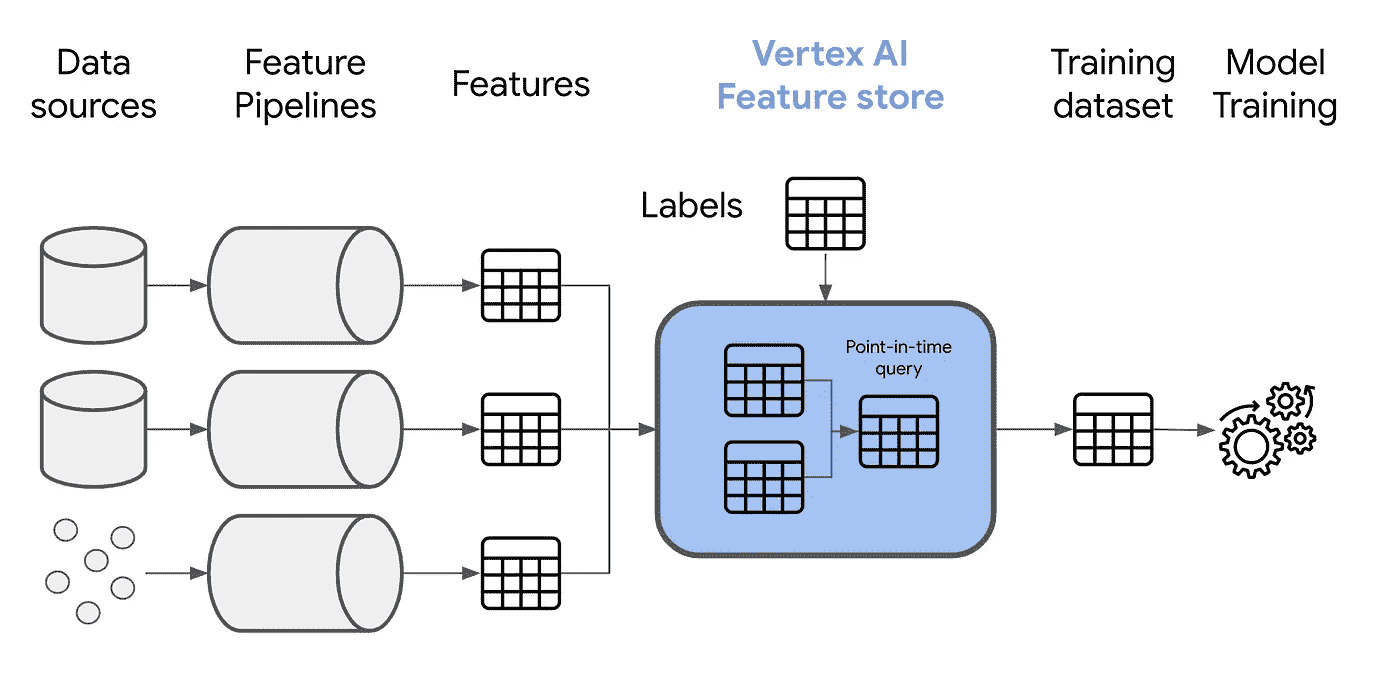 Data
sources
Feature
Pipelines
Features
Vertex AI
Feature store
Training
dataset
Model
Training
Labels
Point-in-time
query